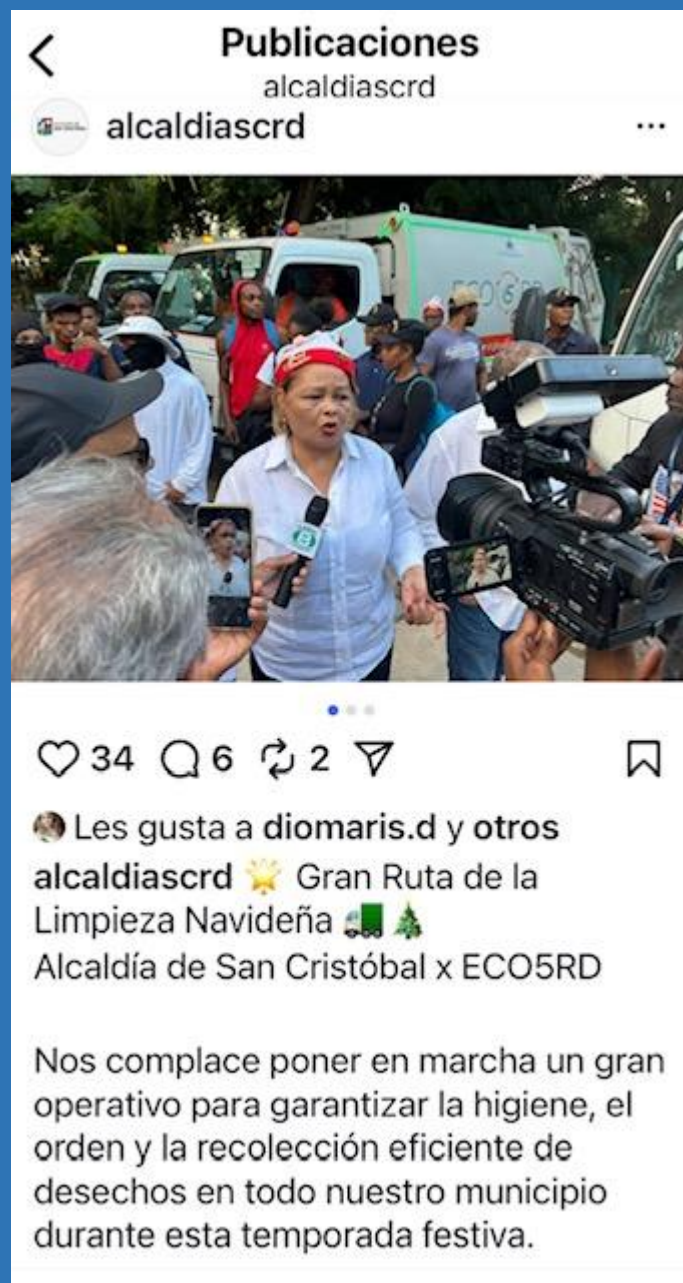 Publicaciones
alcaldiascrd
alcaldiascrd
ECO5RD
34 6 2
Les gusta a diomaris.d y otros
alcaldiascrd 🌟 Gran Ruta de la
Limpieza Navideña 🚛🎄
Alcaldía de San Cristóbal x ECO5RD

Nos complace poner en marcha un gran
operativo para garantizar la higiene, el
orden y la recolección eficiente de
desechos en todo nuestro municipio
durante esta temporada festiva.